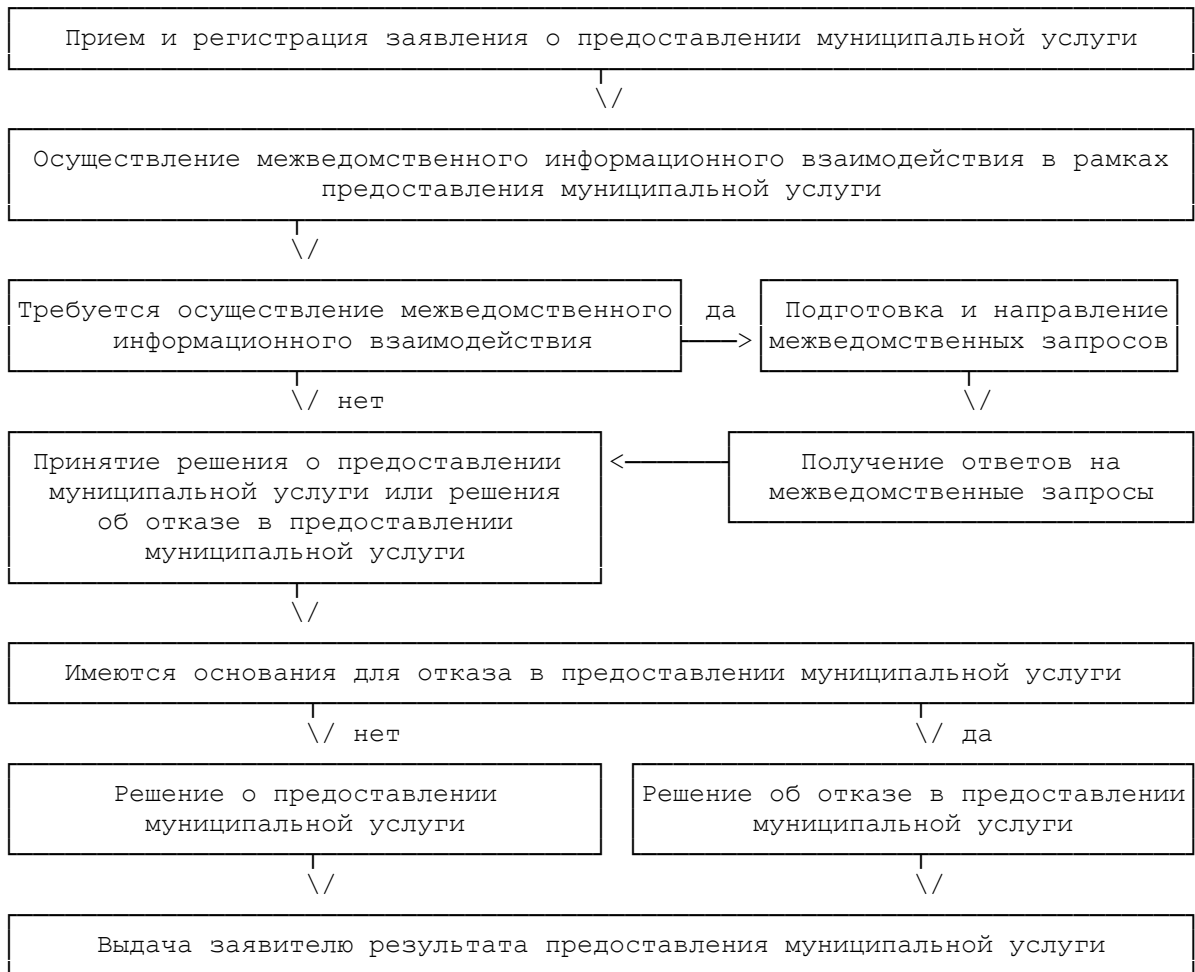 Прием и регистрация заявления о предоставлении муниципальной услуги
\/
Осуществление межведомственного информационного взаимодействия в рамках
предоставления муниципальной услуги
\/
Требуется осуществление межведомственного
информационного взаимодействия
да
>
Подготовка и направление
межведомственных запросов
\/ нет
\/
Принятие решения о предоставлении
муниципальной услуги или решения
об отказе в предоставлении
муниципальной услуги
<
Получение ответов на
межведомственные запросы
\/
Имеются основания для отказа в предоставлении муниципальной услуги
\/ нет
\/ да
Решение о предоставлении
муниципальной услуги
Решение об отказе в предоставлении
муниципальной услуги
\/
\/
Выдача заявителю результата предоставления муниципальной услуги